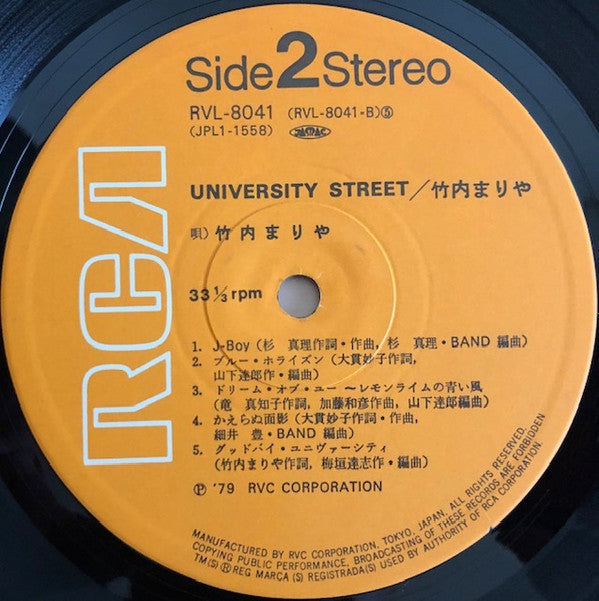 Side 2 Stereo
RVL-8041 (RVL-8041-B)⑤
(JPL1-1558)
RCA
UNIVERSITY STREET/竹内まりや
唄)竹内まりや
33⅓rpm
1. J-Boy(杉 真理作詞・作曲,杉 真理・BAND 編曲)
2. ブルー・ホライズン(大貫妙子作詞,
山下達郎作・編曲)
3. ドリーム・オブ・ユー 〜レモンライムの青い風
(竜 真知子作詞, 加藤和彦作曲, 山下達郎編曲)
4. かえらぬ面影(大貫妙子作詞・作曲,
細井 豊・BAND 編曲)
5. グッドバイ・ユニヴァーシティ
(竹内まりや作詞, 梅垣達志作・編曲)
Ⓟ '79 RVC CORPORATION
MANUFACTURED BY RVC CORPORATION, TOKYO, JAPAN. ALL RIGHTS RESERVED.
COPYING PUBLIC PERFORMANCE, BROADCASTING OF THESE RECORDS ARE FORBIDDEN
TM(S)®REG MARCA(S) REGISTRADA(S) USED BY AUTHORITY OF RCA CORPORATION